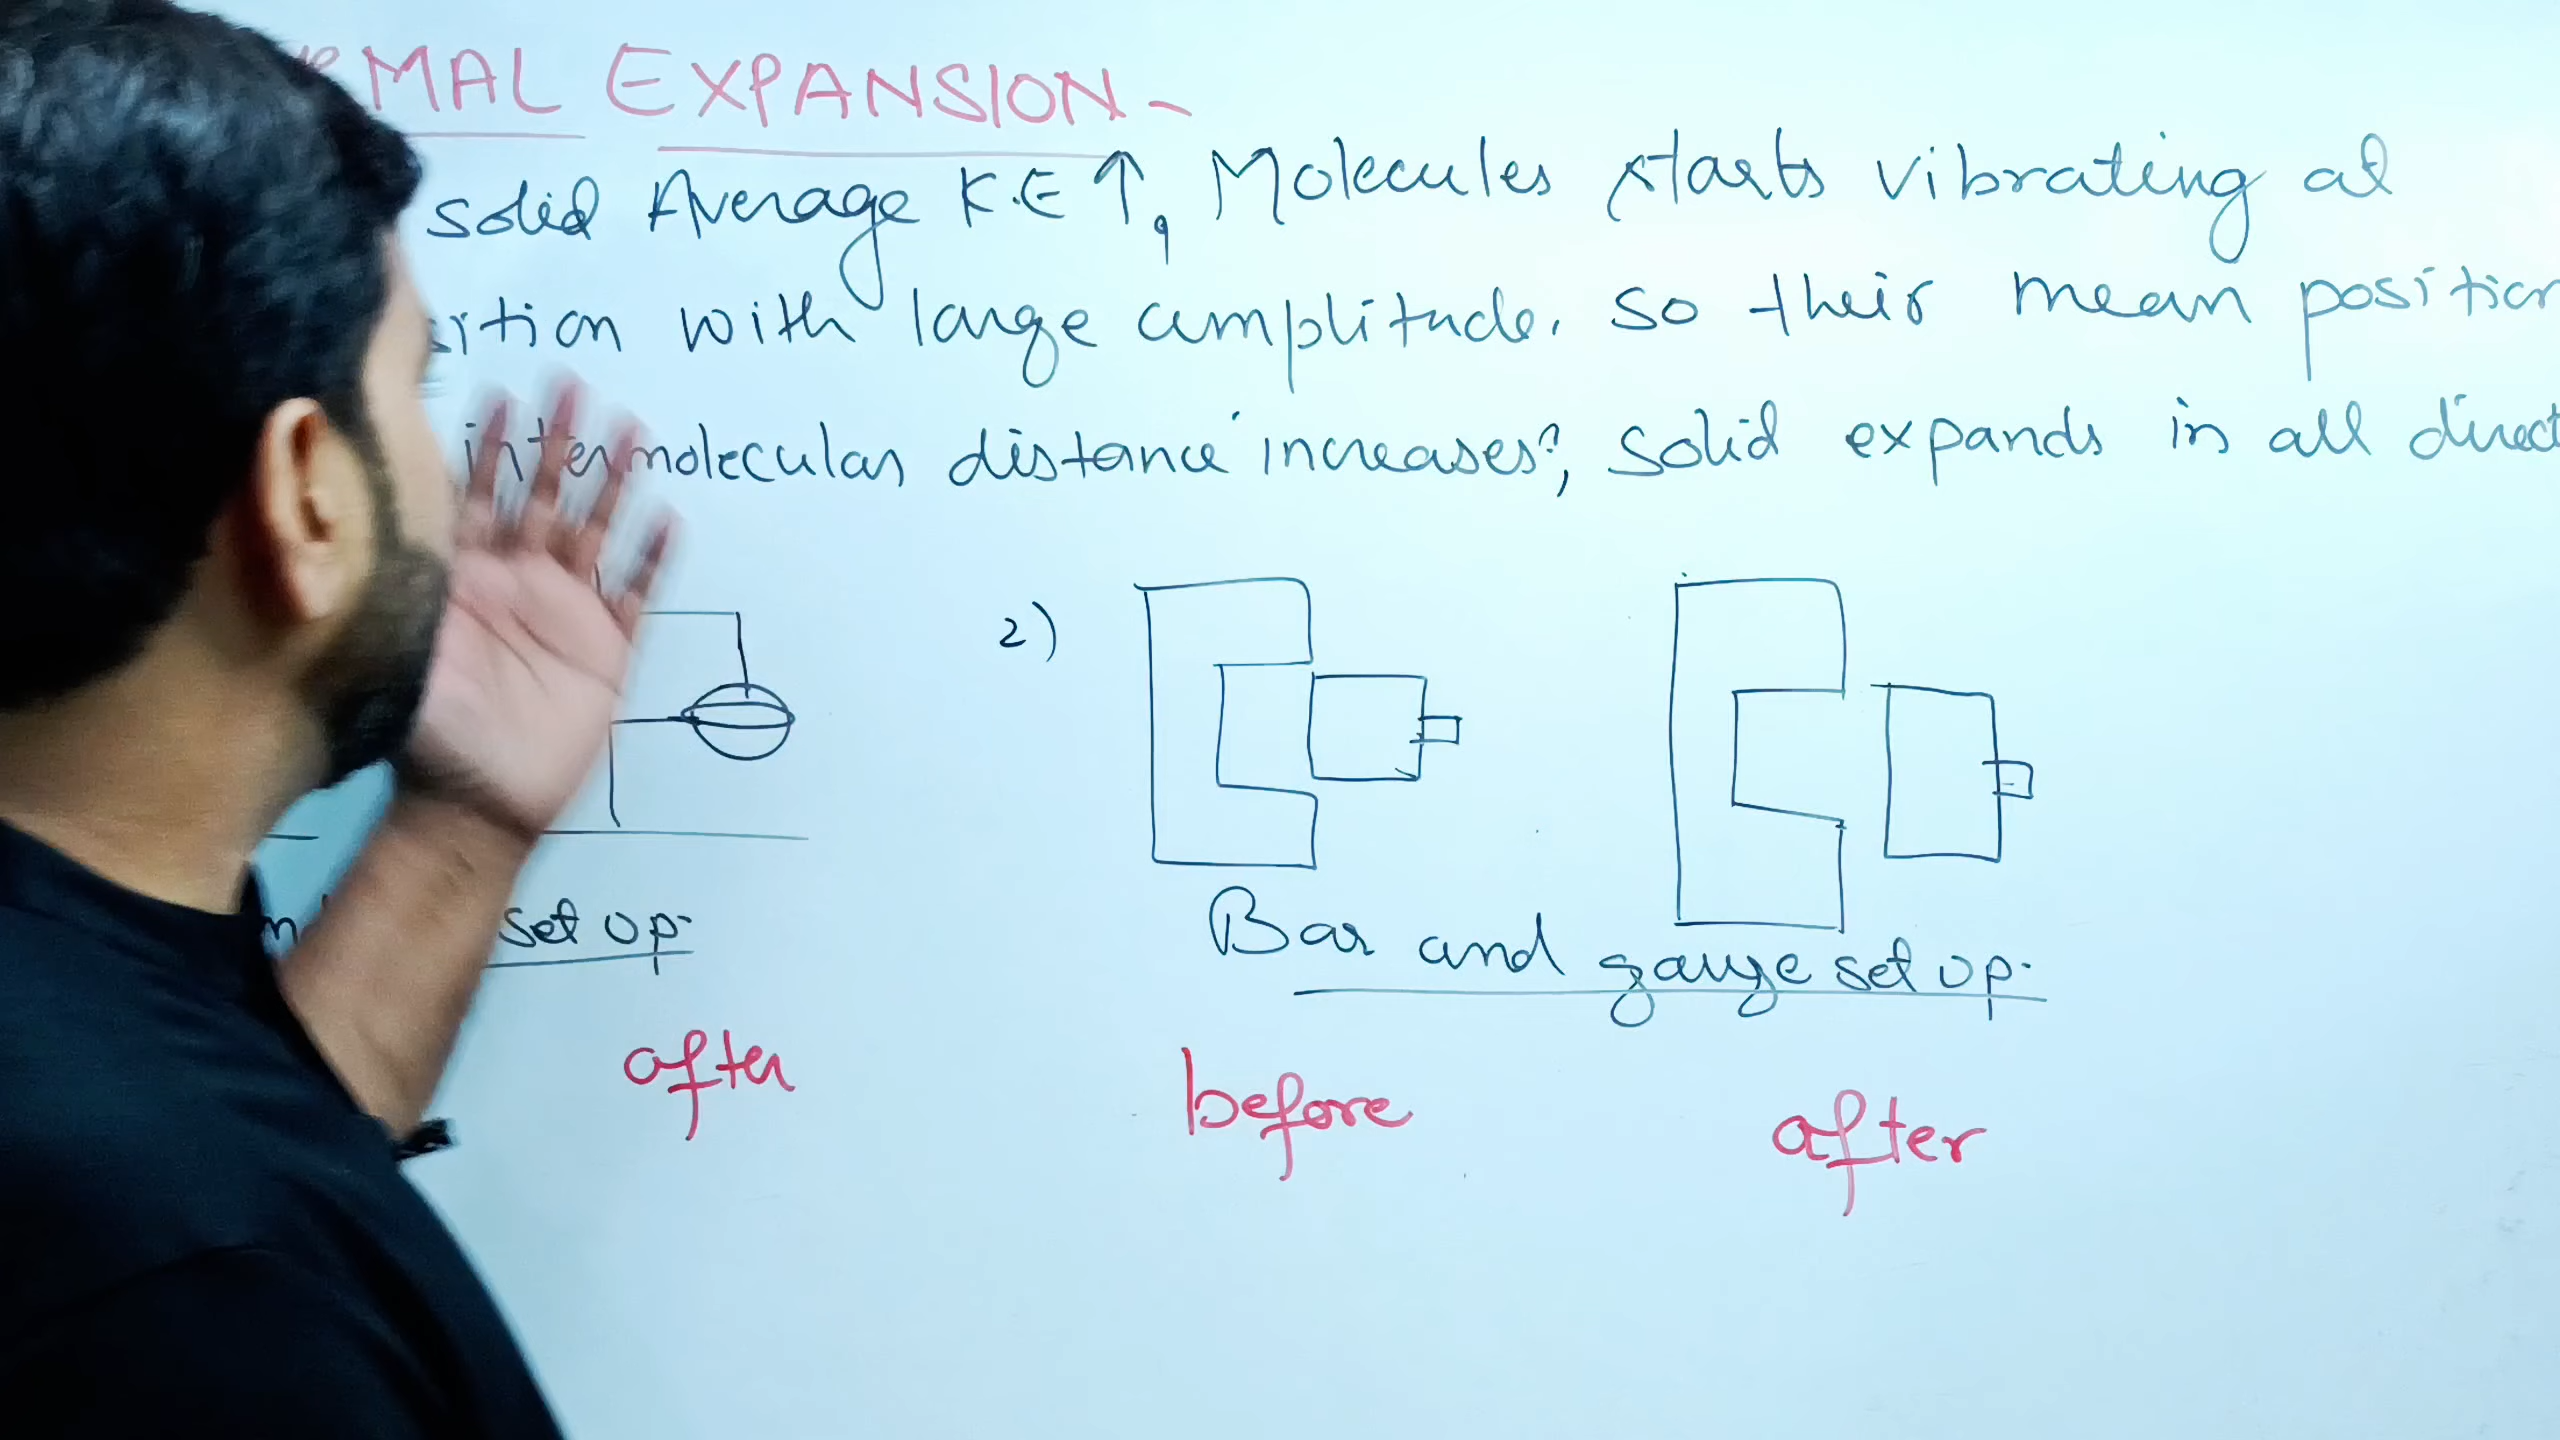 MAL EXPANSION -
solid Average K.E ↑, Molecules starts vibrating at
sition with large amplitude. so their mean position
intermolecular distance increases, solid expands in all direct
2)
set up.
Bar and gauge set up.
after
before
after